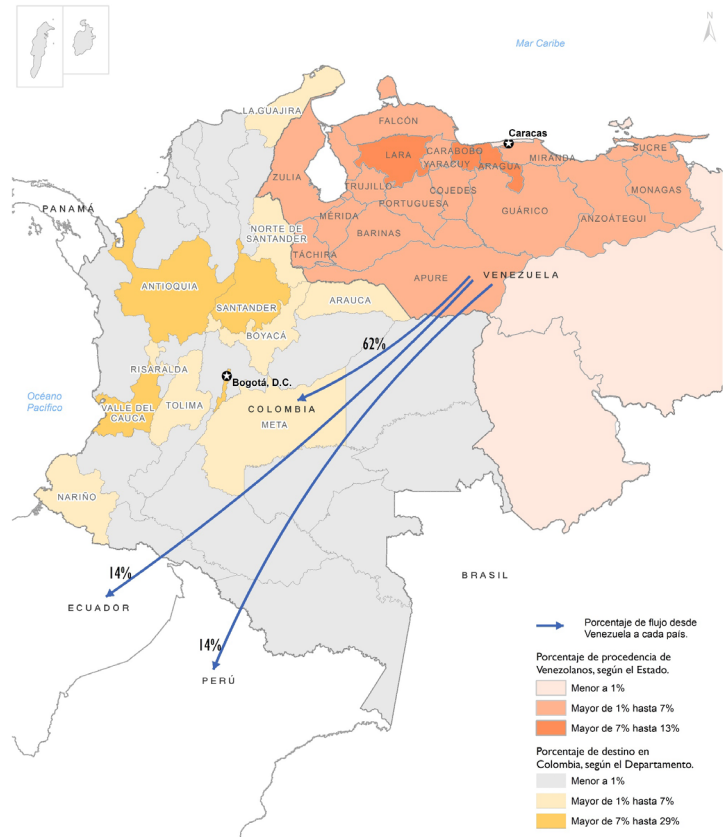 N
Mar Caribe
LA GUAJIRA
FALCÓN
Caracas
LARA
CARABOBO
YARACUY
ARAGUA
MIRANDA
SUCRE
ZULIA
TRUJILLO
COJEDES
MONAGAS
PORTUGUESA
GUÁRICO
ANZOÁTEGUI
PANAMÁ
MÉRIDA
NORTE DE
SANTANDER
BARINAS
TÁCHIRA
APURE
VENEZUELA
ANTIOQUIA
SANTANDER
ARAUCA
BOYACÁ
62%
RISARALDA
Bogotá, D.C.
Océano
Pacífico
VALLE DEL
CAUCA
TOLIMA
COLOMBIA
META
NARIÑO
14%
BRASIL
ECUADOR
14%
PERÚ
Porcentaje de flujo desde
Venezuela a cada país.
Porcentaje de procedencia de
Venezolanos, según el Estado.
Menor a 1%
Mayor de 1% hasta 7%
Mayor de 7% hasta 13%
Porcentaje de destino en
Colombia, según el Departamento.
Menor a 1%
Mayor de 1% hasta 7%
Mayor de 7% hasta 29%